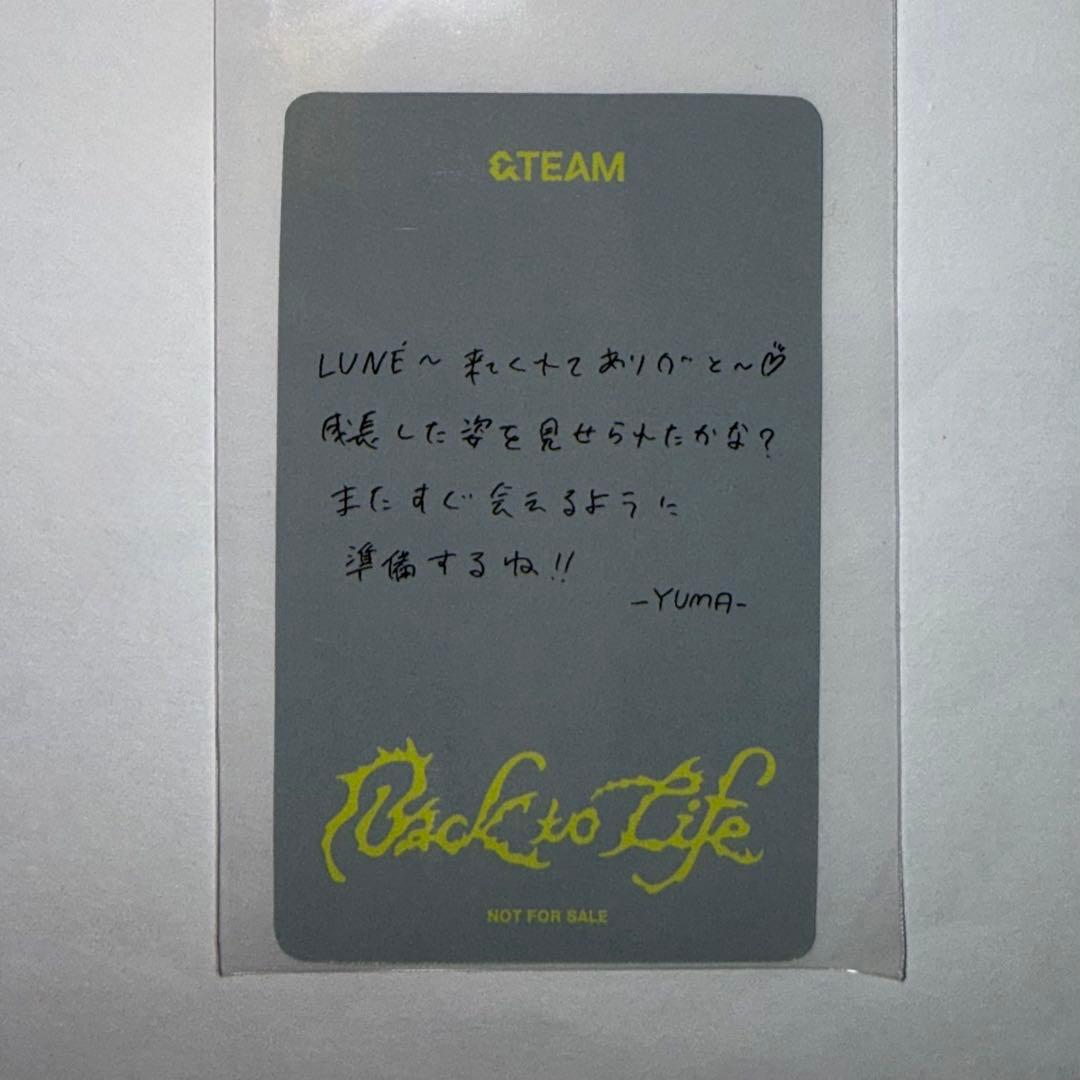 &TEAM
LUNÉ～ 来てくれてありがと～♡
成長した姿を見せられたかな？
またすぐ会えるように
準備するね!!
-YUMA-
Back to Life
NOT FOR SALE